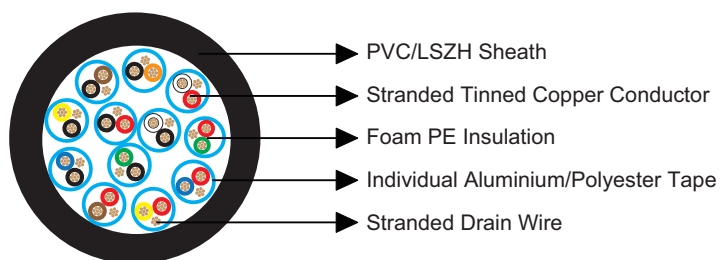 PVC/LSZH Sheath
Stranded Tinned Copper Conductor
Foam PE Insulation
Individual Aluminium/Polyester Tape
Stranded Drain Wire